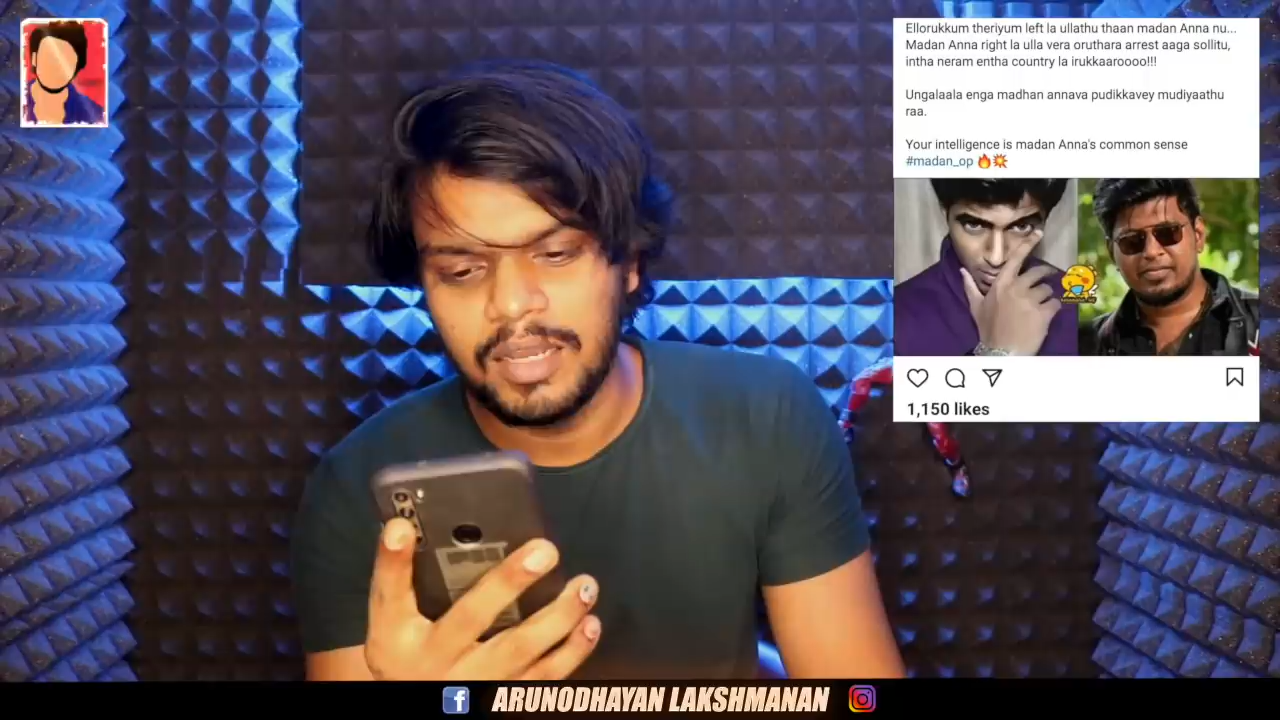 Ellorukkum theriyum left la ullathu thaan madan Anna nu...
Madan Anna right la ulla vera oruthara arrest aaga sollitu,
intha neram entha country la irukkaaroooo!!!
Ungalaala enga madhan annava pudikkavey mudiyaathu
raa.
Your intelligence is madan Anna's common sense
#madan_op 🔥💥
1,150 likes
ARUNODHAYAN LAKSHMANAN